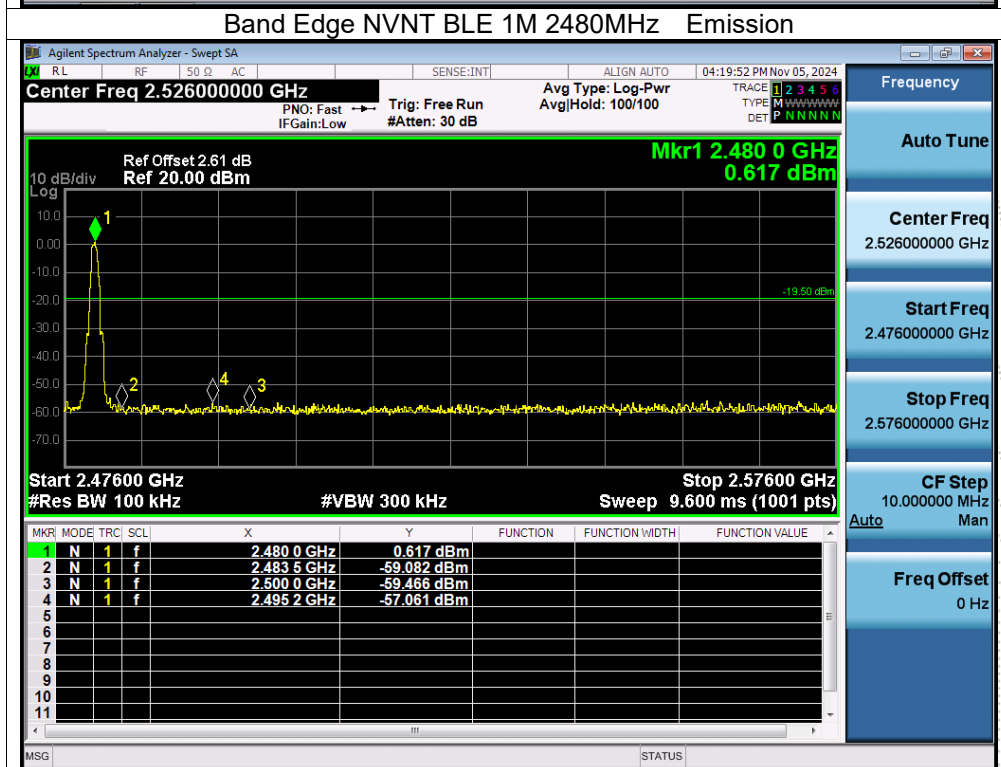 Band Edge NVNT BLE 1M 2480MHz Emission
Agilent Spectrum Analyzer - Swept SA
LXI RL RF 50 Ω AC SENSE:INT ALIGN AUTO 04:19:52 PM Nov 05, 2024
Center Freq 2.526000000 GHz
PNO: Fast
IFGain:Low
Trig: Free Run
#Atten: 30 dB
Avg Type: Log-Pwr
Avg|Hold: 100/100
TRACE 1 2 3 4 5 6
TYPE M W W W W W
DET P N N N N N
Frequency
Auto Tune
Center Freq
2.526000000 GHz
Start Freq
2.476000000 GHz
Stop Freq
2.576000000 GHz
CF Step
10.000000 MHz
Auto Man
Freq Offset
0 Hz
Mkr1 2.480 0 GHz
0.617 dBm
Ref Offset 2.61 dB
10 dB/div Ref 20.00 dBm
Log
10.0
0.00
-10.0
-20.0
-30.0
-40.0
-50.0
-60.0
-70.0
1
2
4
3
-19.50 dBm
Start 2.47600 GHz Stop 2.57600 GHz
#Res BW 100 kHz #VBW 300 kHz Sweep 9.600 ms (1001 pts)
MKR MODE TRC SCL X Y FUNCTION FUNCTION WIDTH FUNCTION VALUE
1 N 1 f 2.480 0 GHz 0.617 dBm
2 N 1 f 2.483 5 GHz -59.082 dBm
3 N 1 f 2.500 0 GHz -59.466 dBm
4 N 1 f 2.495 2 GHz -57.061 dBm
5
6
7
8
9
10
11
MSG STATUS